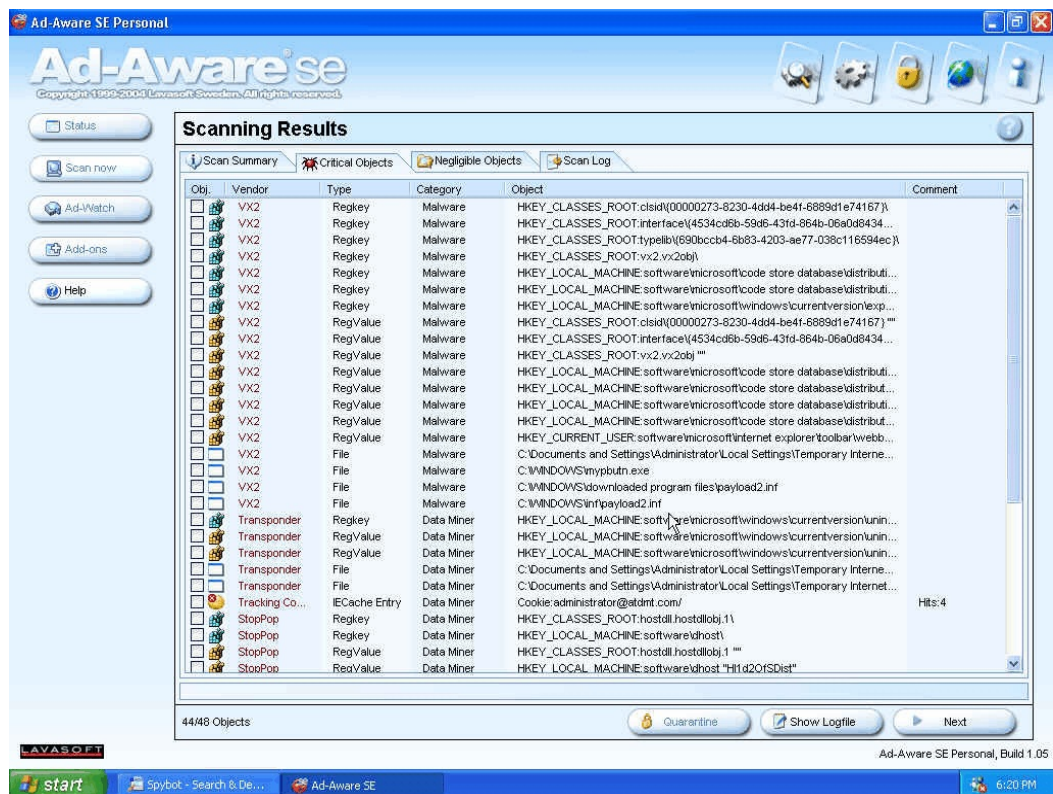 Ad-Aware SE Personal
Ad-Aware se
Copyright 1999-2004 Lavasoft Sweden. All rights reserved.
Status
Scan now
Ad-Watch
Add-ons
Help
Scanning Results
Scan Summary Critical Objects Negligible Objects Scan Log
Obj. Vendor Type Category Object Comment
VX2 Regkey Malware HKEY_CLASSES_ROOT:clsid\{00000273-8230-4dd4-be4f-6889d1e74167}\
VX2 Regkey Malware HKEY_CLASSES_ROOT:interface\{4534cd6b-59d6-43fd-864b-06a0d8434...
VX2 Regkey Malware HKEY_CLASSES_ROOT:typelib\{690bccb4-6b83-4203-ae77-038c116594ec}\
VX2 Regkey Malware HKEY_CLASSES_ROOT:vx2.vx2obj\
VX2 Regkey Malware HKEY_LOCAL_MACHINE:software\microsoft\code store database\distributi...
VX2 Regkey Malware HKEY_LOCAL_MACHINE:software\microsoft\code store database\distributi...
VX2 Regkey Malware HKEY_LOCAL_MACHINE:software\microsoft\windows\currentversion\exp...
VX2 RegValue Malware HKEY_CLASSES_ROOT:clsid\{00000273-8230-4dd4-be4f-6889d1e74167} ""
VX2 RegValue Malware HKEY_CLASSES_ROOT:interface\{4534cd6b-59d6-43fd-864b-06a0d8434...
VX2 RegValue Malware HKEY_CLASSES_ROOT:vx2.vx2obj ""
VX2 RegValue Malware HKEY_LOCAL_MACHINE:software\microsoft\code store database\distributi...
VX2 RegValue Malware HKEY_LOCAL_MACHINE:software\microsoft\code store database\distribut...
VX2 RegValue Malware HKEY_LOCAL_MACHINE:software\microsoft\code store database\distributi...
VX2 RegValue Malware HKEY_LOCAL_MACHINE:software\microsoft\code store database\distribut...
VX2 RegValue Malware HKEY_CURRENT_USER:software\microsoft\internet explorer\toolbar\webb...
VX2 File Malware C:\Documents and Settings\Administrator\Local Settings\Temporary Interne...
VX2 File Malware C:\WINDOWS\mypbutn.exe
VX2 File Malware C:\WINDOWS\downloaded program files\payload2.inf
VX2 File Malware C:\WINDOWS\inf\payload2.inf
Transponder Regkey Data Miner HKEY_LOCAL_MACHINE:software\microsoft\windows\currentversion\unin...
Transponder RegValue Data Miner HKEY_LOCAL_MACHINE:software\microsoft\windows\currentversion\unin...
Transponder RegValue Data Miner HKEY_LOCAL_MACHINE:software\microsoft\windows\currentversion\unin...
Transponder File Data Miner C:\Documents and Settings\Administrator\Local Settings\Temporary Interne...
Transponder File Data Miner C:\Documents and Settings\Administrator\Local Settings\Temporary Internet...
Tracking Co... IECache Entry Data Miner Cookie:administrator@atdmt.com/ Hits:4
StopPop Regkey Data Miner HKEY_CLASSES_ROOT:hostdll.hostdllobj.1\
StopPop Regkey Data Miner HKEY_LOCAL_MACHINE:software\dhost\
StopPop RegValue Data Miner HKEY_CLASSES_ROOT:hostdll.hostdllobj.1 ""
StopPop RegValue Data Miner HKEY_LOCAL_MACHINE:software\dhost "HI1d2OfSDist"
44/48 Objects
Quarantine Show Logfile Next
LAVASOFT
Ad-Aware SE Personal, Build 1.05
start Spybot - Search & De... Ad-Aware SE 6:20 PM